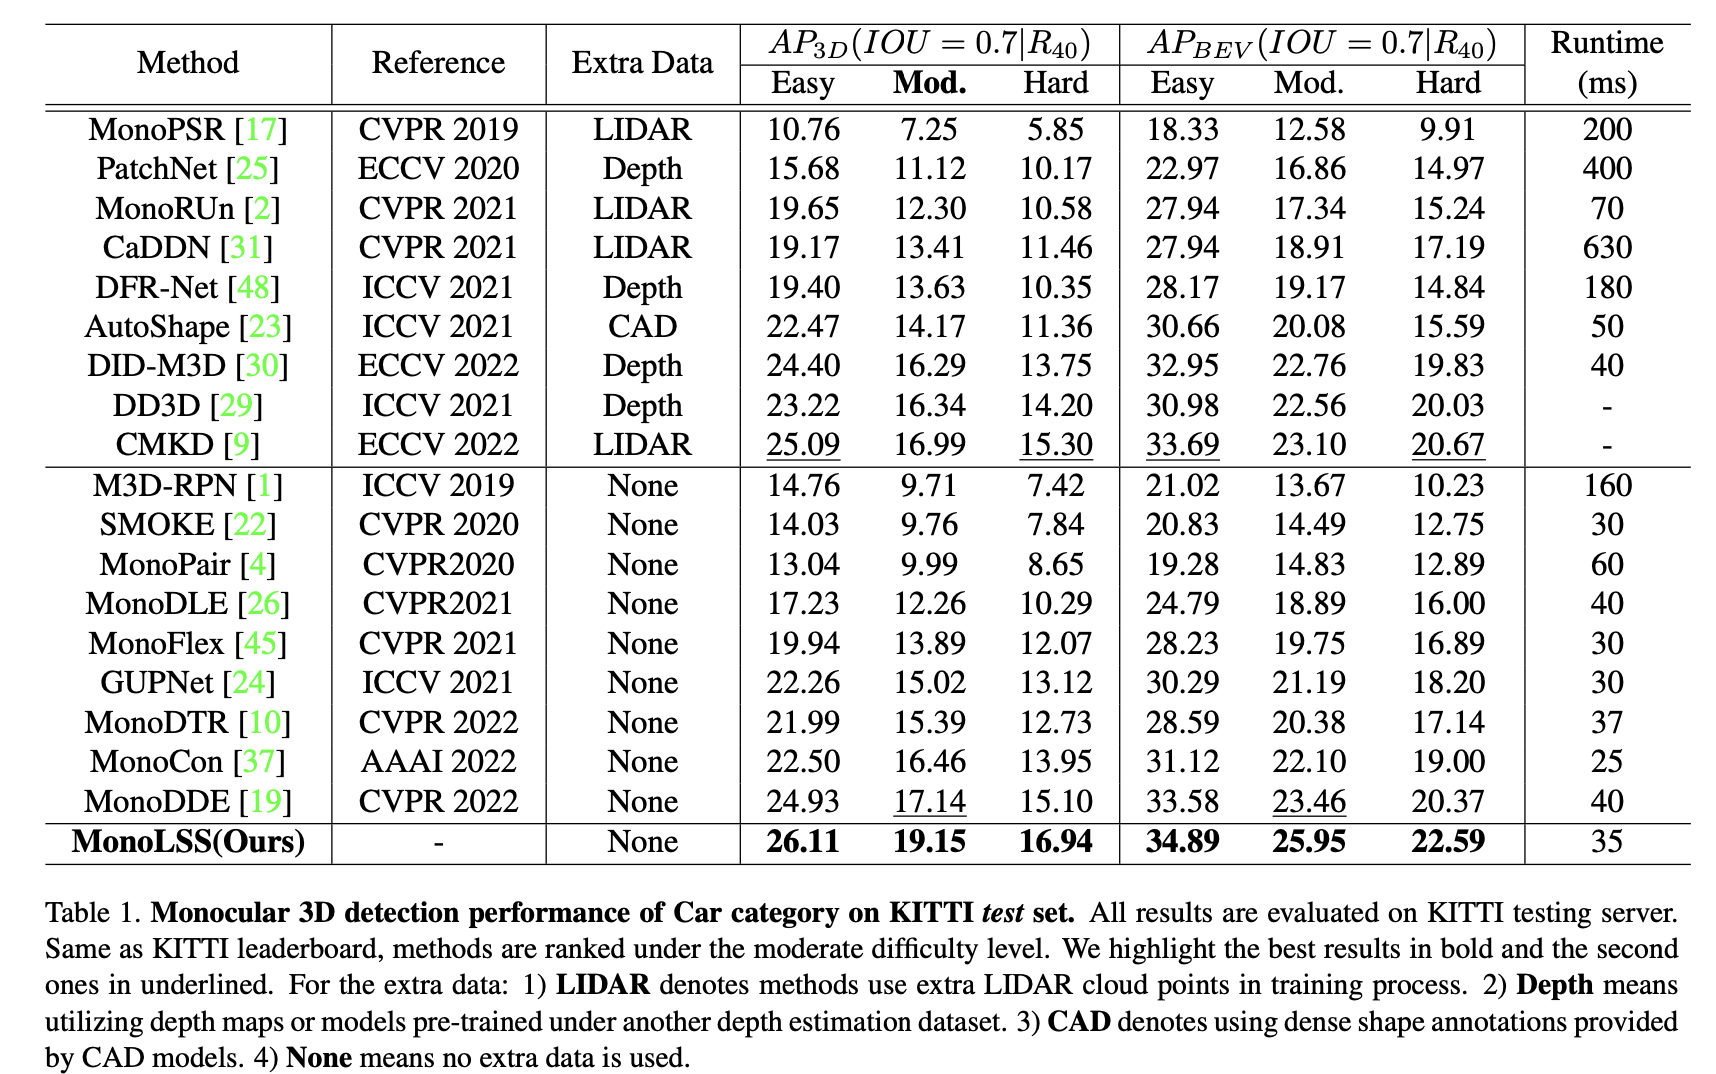 Method Reference Extra Data AP3D(IOU = 0.7|R40) APBEV(IOU = 0.7|R40) Runtime
Easy Mod. Hard Easy Mod. Hard (ms)
MonoPSR [17] CVPR 2019 LIDAR 10.76 7.25 5.85 18.33 12.58 9.91 200
PatchNet [25] ECCV 2020 Depth 15.68 11.12 10.17 22.97 16.86 14.97 400
MonoRUn [2] CVPR 2021 LIDAR 19.65 12.30 10.58 27.94 17.34 15.24 70
CaDDN [31] CVPR 2021 LIDAR 19.17 13.41 11.46 27.94 18.91 17.19 630
DFR-Net [48] ICCV 2021 Depth 19.40 13.63 10.35 28.17 19.17 14.84 180
AutoShape [23] ICCV 2021 CAD 22.47 14.17 11.36 30.66 20.08 15.59 50
DID-M3D [30] ECCV 2022 Depth 24.40 16.29 13.75 32.95 22.76 19.83 40
DD3D [29] ICCV 2021 Depth 23.22 16.34 14.20 30.98 22.56 20.03 -
CMKD [9] ECCV 2022 LIDAR 25.09 16.99 15.30 33.69 23.10 20.67 -
M3D-RPN [1] ICCV 2019 None 14.76 9.71 7.42 21.02 13.67 10.23 160
SMOKE [22] CVPR 2020 None 14.03 9.76 7.84 20.83 14.49 12.75 30
MonoPair [4] CVPR2020 None 13.04 9.99 8.65 19.28 14.83 12.89 60
MonoDLE [26] CVPR2021 None 17.23 12.26 10.29 24.79 18.89 16.00 40
MonoFlex [45] CVPR 2021 None 19.94 13.89 12.07 28.23 19.75 16.89 30
GUPNet [24] ICCV 2021 None 22.26 15.02 13.12 30.29 21.19 18.20 30
MonoDTR [10] CVPR 2022 None 21.99 15.39 12.73 28.59 20.38 17.14 37
MonoCon [37] AAAI 2022 None 22.50 16.46 13.95 31.12 22.10 19.00 25
MonoDDE [19] CVPR 2022 None 24.93 17.14 15.10 33.58 23.46 20.37 40
MonoLSS(Ours) - None 26.11 19.15 16.94 34.89 25.95 22.59 35
Table 1. Monocular 3D detection performance of Car category on KITTI test set. All results are evaluated on KITTI testing server.
Same as KITTI leaderboard, methods are ranked under the moderate difficulty level. We highlight the best results in bold and the second
ones in underlined. For the extra data: 1) LIDAR denotes methods use extra LIDAR cloud points in training process. 2) Depth means
utilizing depth maps or models pre-trained under another depth estimation dataset. 3) CAD denotes using dense shape annotations provided
by CAD models. 4) None means no extra data is used.